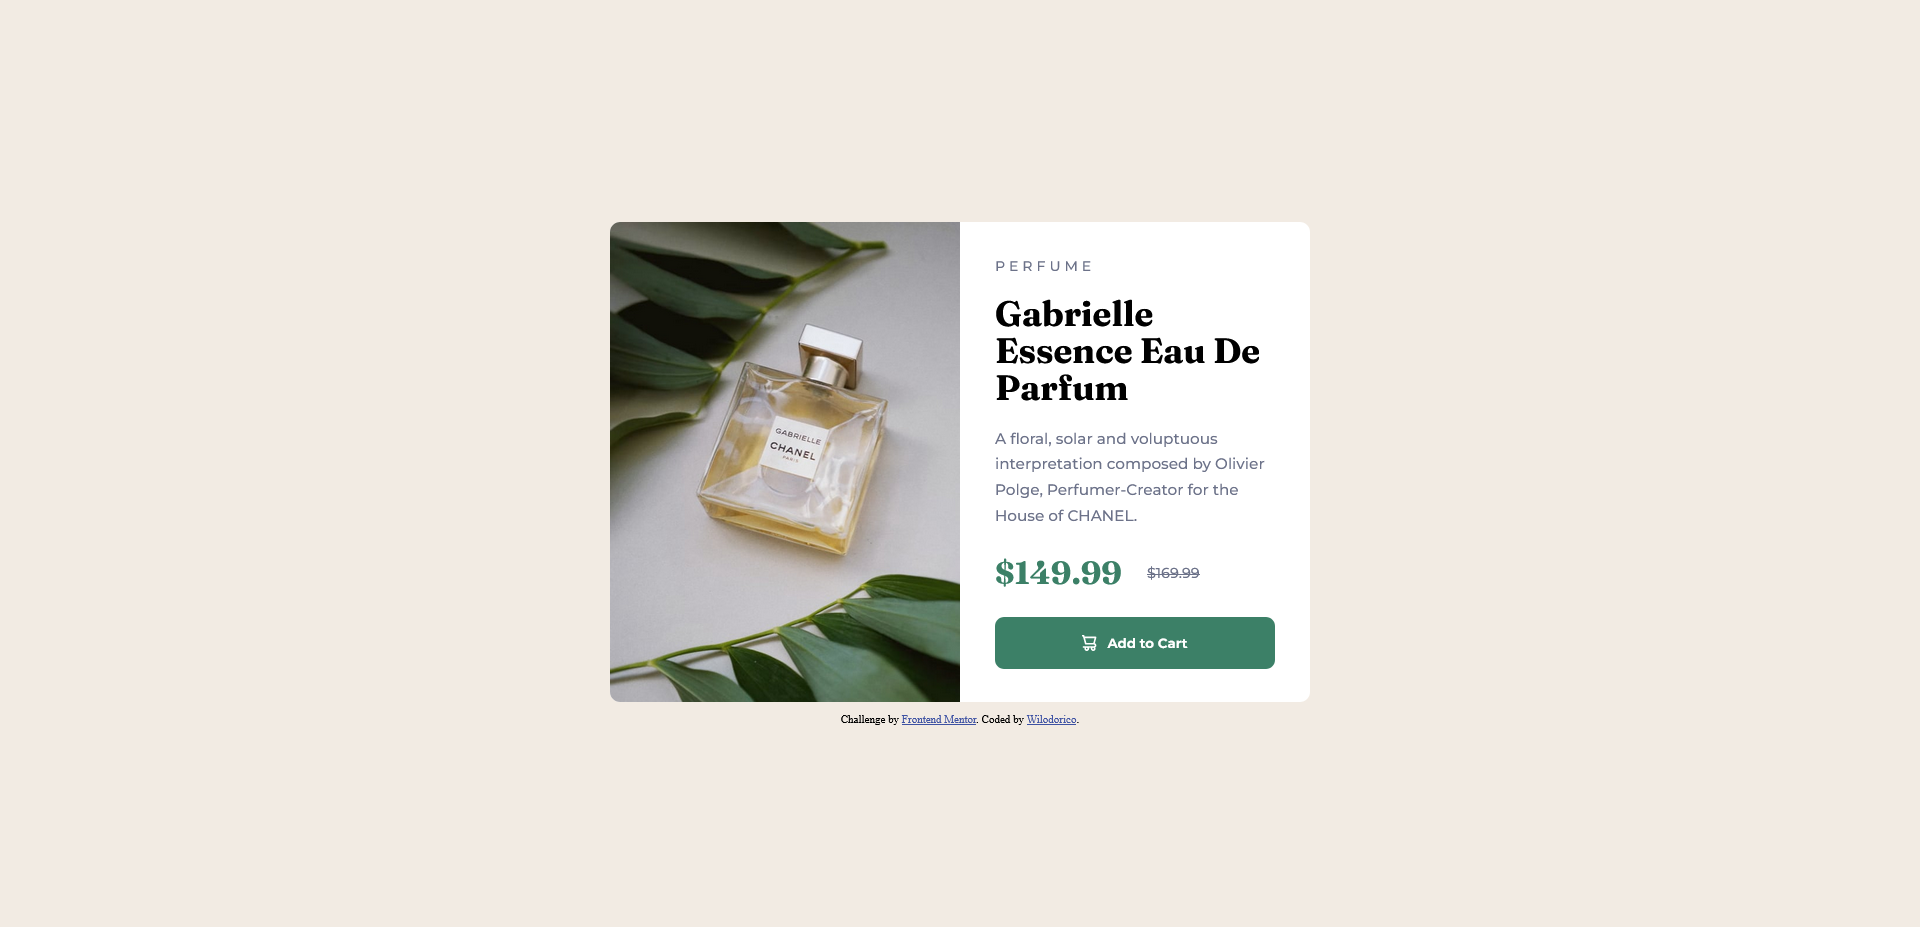 GABRIELLE
CHANEL
PARIS
PERFUME
Gabrielle
Essence Eau De
Parfum
A floral, solar and voluptuous
interpretation composed by Olivier
Polge, Perfumer-Creator for the
House of CHANEL.
$149.99 $169.99
Add to Cart
Challenge by Frontend Mentor. Coded by Wilodorico.